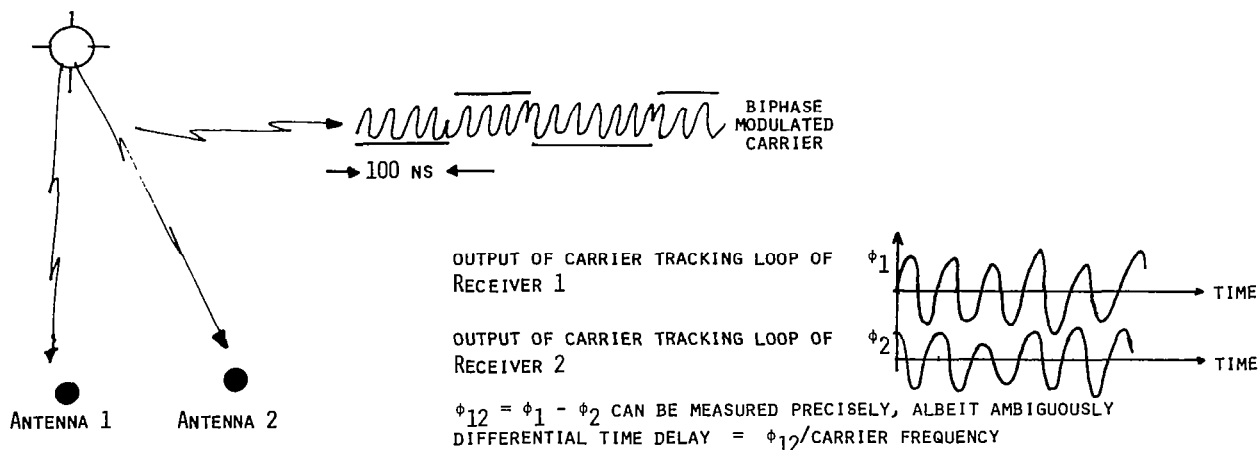 BIPHASE
MODULATED
CARRIER
100 NS
OUTPUT OF CARRIER TRACKING LOOP OF
RECEIVER 1
ϕ1
TIME
OUTPUT OF CARRIER TRACKING LOOP OF
RECEIVER 2
ϕ2
TIME
ANTENNA 1
ANTENNA 2
ϕ12 = ϕ1 - ϕ2 CAN BE MEASURED PRECISELY, ALBEIT AMBIGUOUSLY
DIFFERENTIAL TIME DELAY = ϕ12/CARRIER FREQUENCY